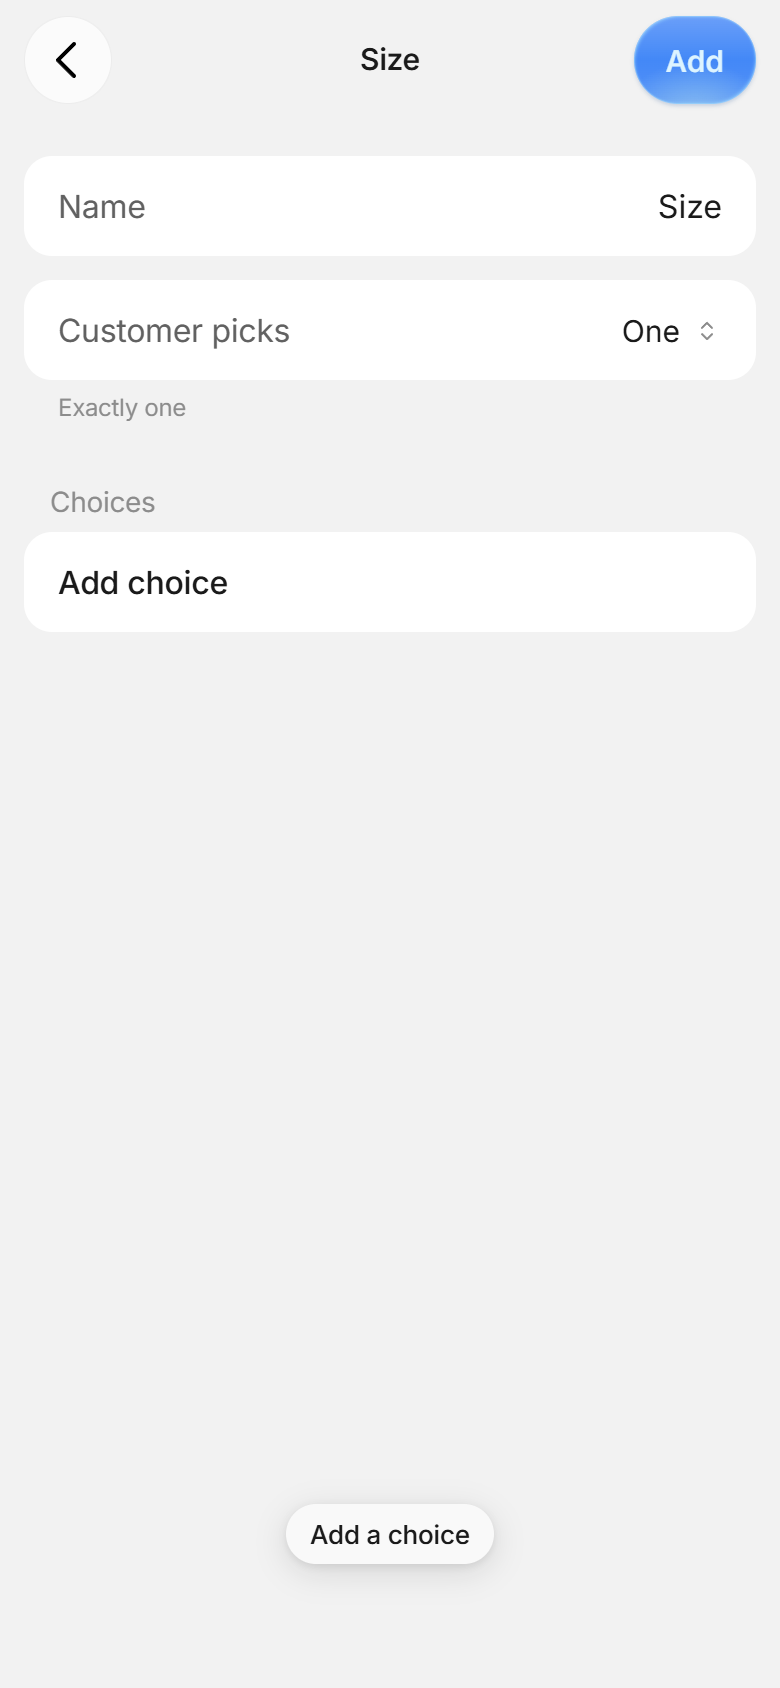 Size
Add
Name
Size
Customer picks
One
Exactly one
Choices
Add choice
Add a choice